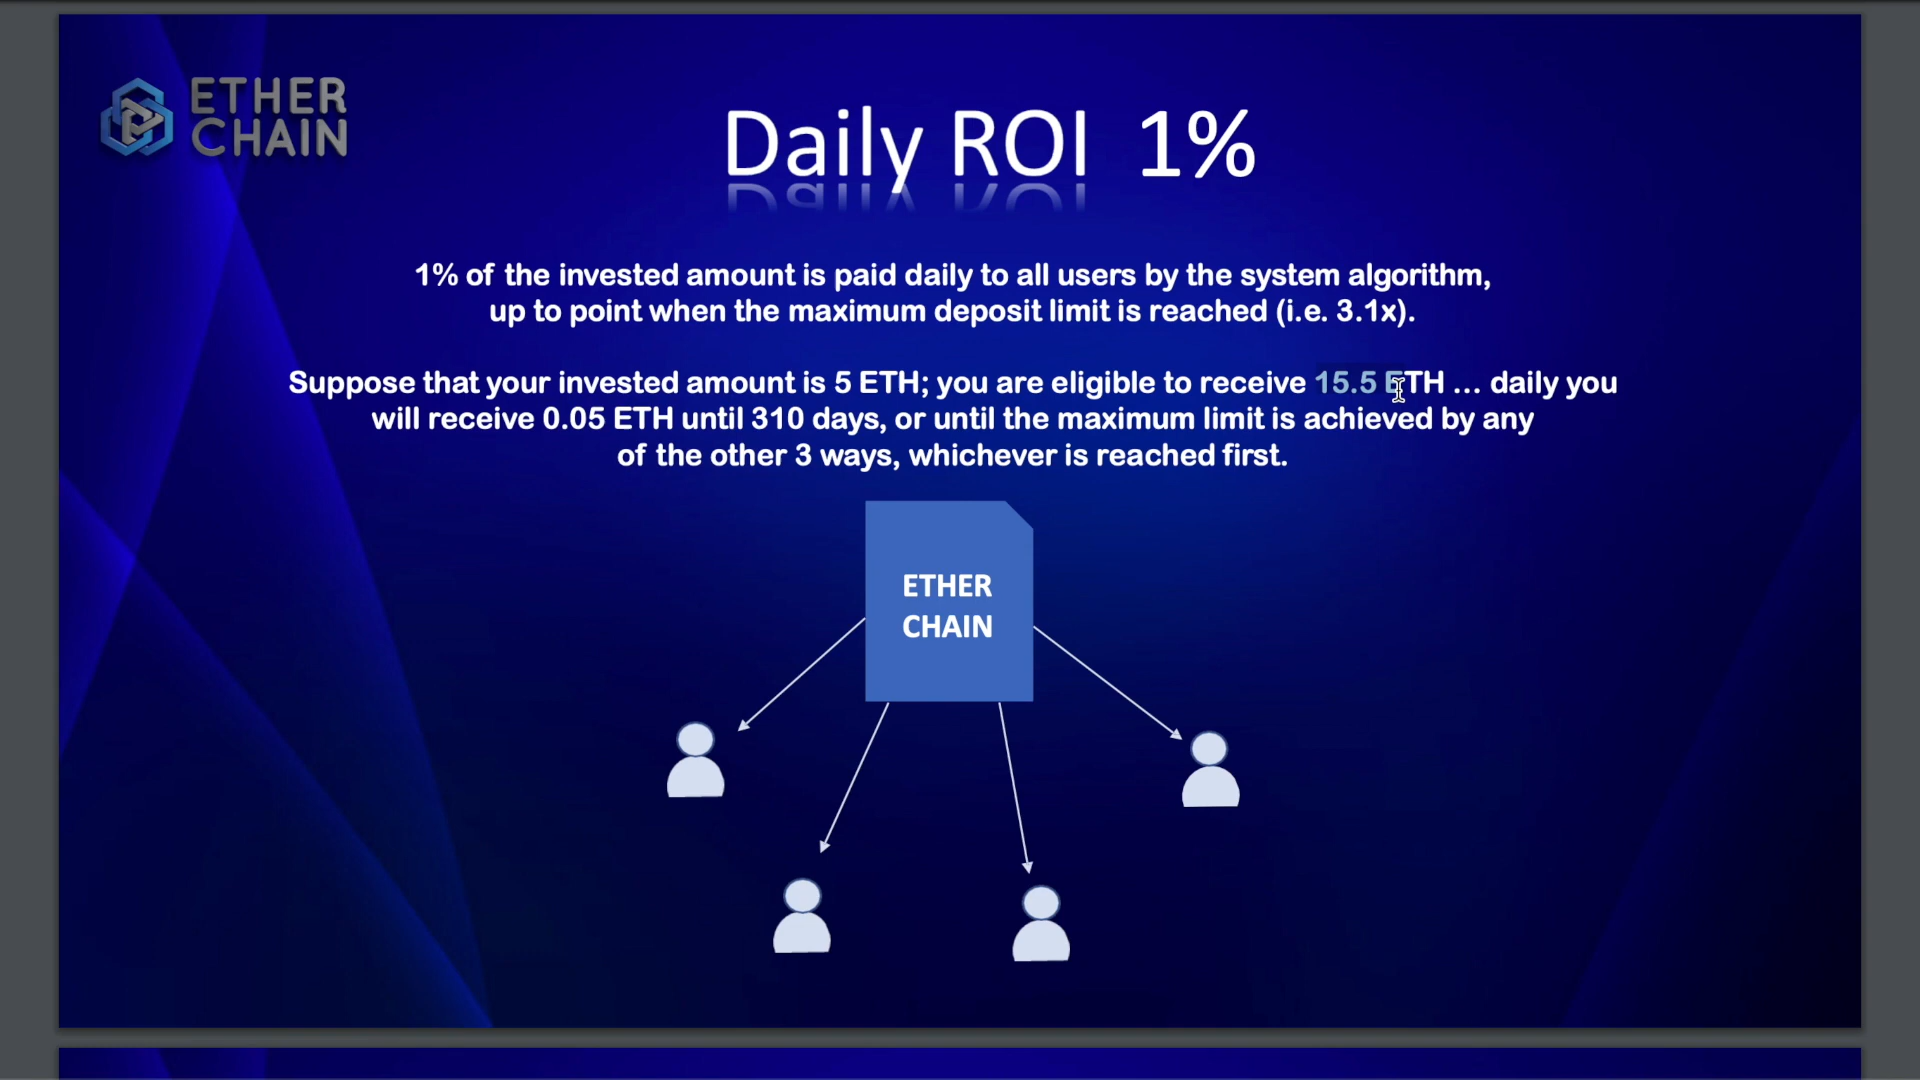 ETHER
CHAIN
Daily ROI 1%
1% of the invested amount is paid daily to all users by the system algorithm,
up to point when the maximum deposit limit is reached (i.e. 3.1x).
Suppose that your invested amount is 5 ETH; you are eligible to receive 15.5 ETH ... daily you
will receive 0.05 ETH until 310 days, or until the maximum limit is achieved by any
of the other 3 ways, whichever is reached first.
ETHER
CHAIN